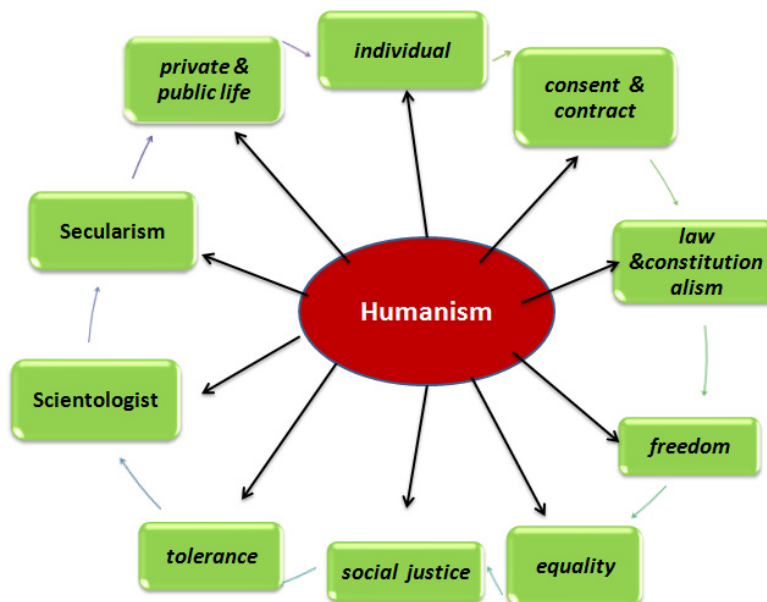 individual
private &
public life
consent &
contract
Secularism
law
&constitution
alism
Humanism
Scientologist
freedom
tolerance
social justice
equality